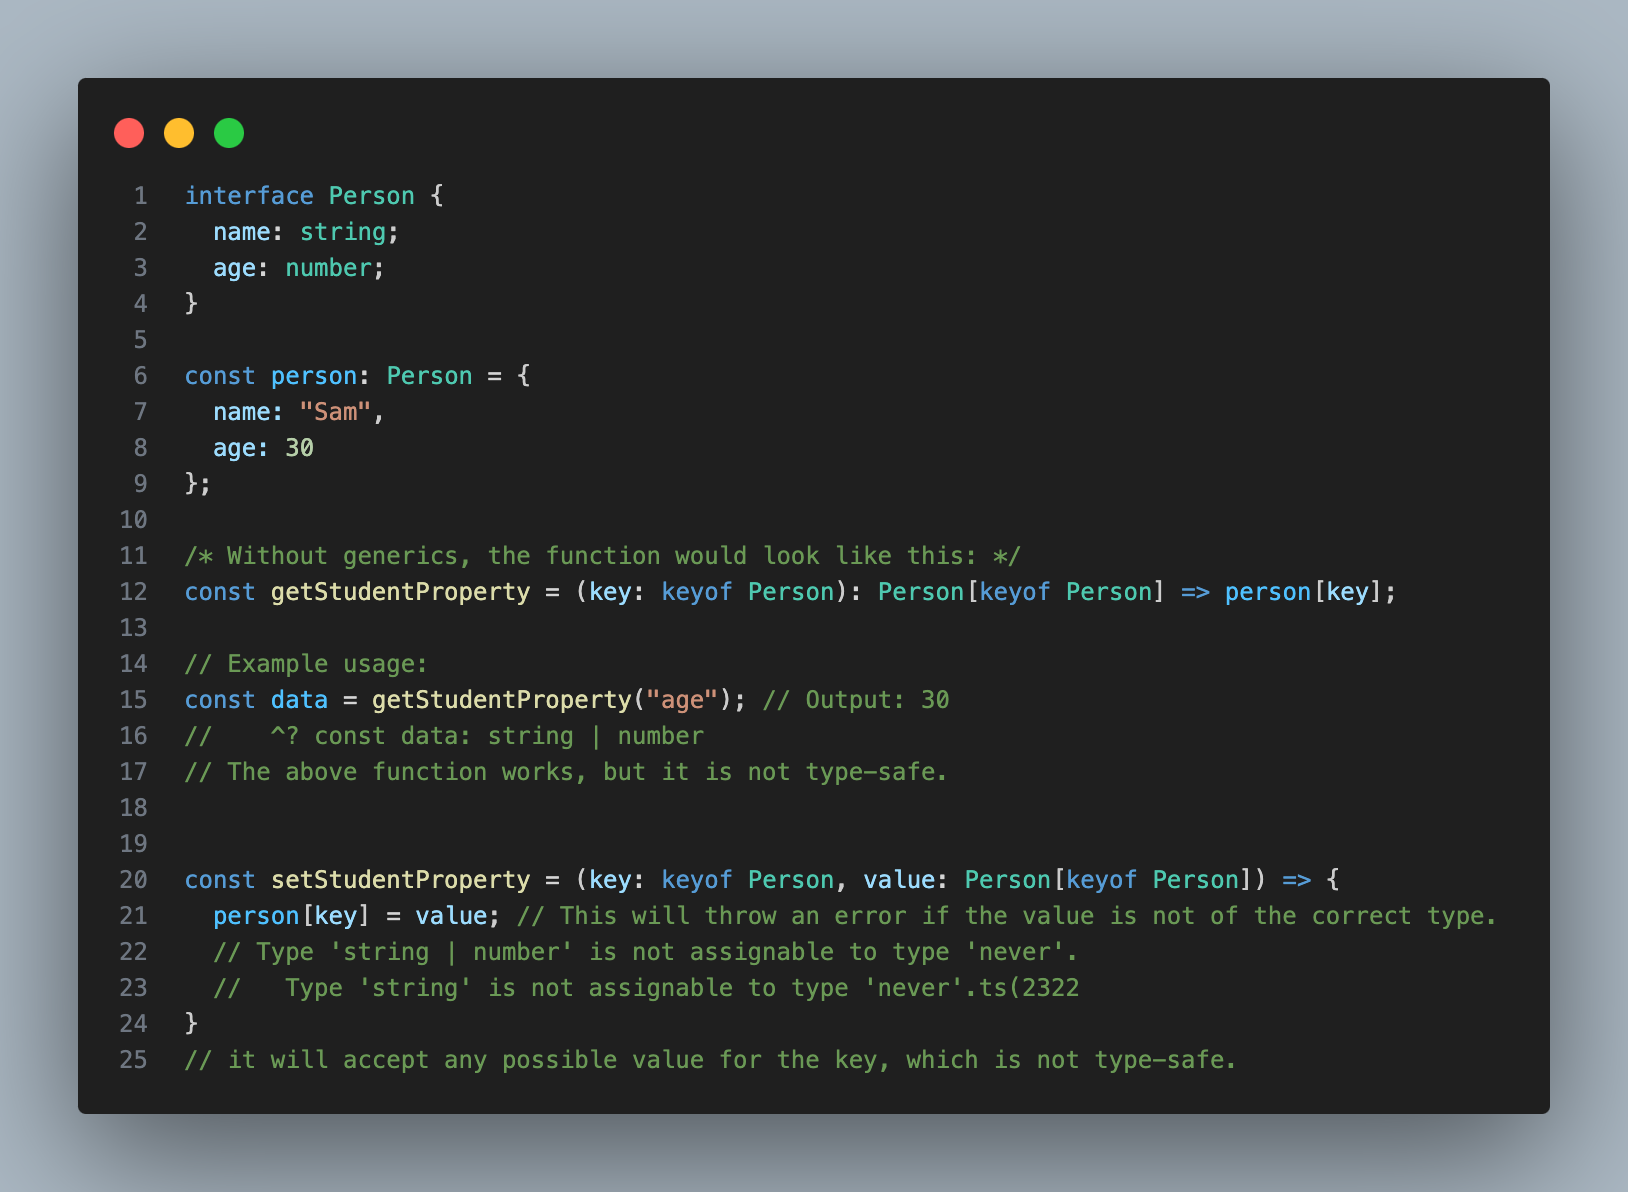 1 interface Person {
2   name: string;
3   age: number;
4 }
5
6 const person: Person = {
7   name: "Sam",
8   age: 30
9 };
10
11 /* Without generics, the function would look like this: */
12 const getStudentProperty = (key: keyof Person): Person[keyof Person] => person[key];
13
14 // Example usage:
15 const data = getStudentProperty("age"); // Output: 30
16 //    ^? const data: string | number
17 // The above function works, but it is not type-safe.
18
19
20 const setStudentProperty = (key: keyof Person, value: Person[keyof Person]) => {
21   person[key] = value; // This will throw an error if the value is not of the correct type.
22   // Type 'string | number' is not assignable to type 'never'.
23   //   Type 'string' is not assignable to type 'never'.ts(2322
24 }
25 // it will accept any possible value for the key, which is not type-safe.